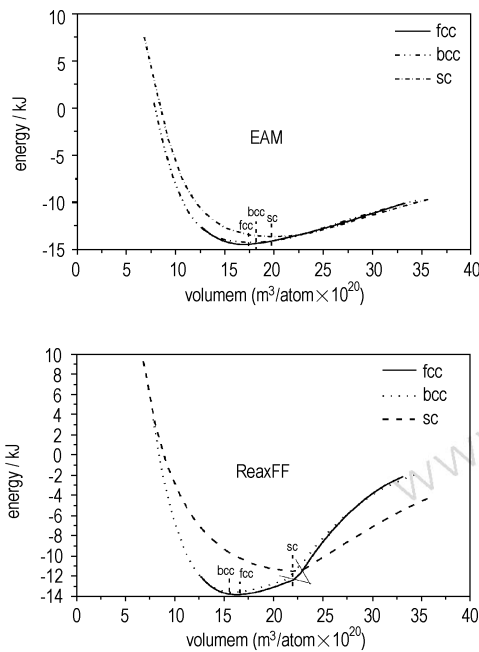 10
5
0
-5
-10
-15
energy / kJ
fcc
bcc
sc
EAM
bcc
fcc
sc
0 5 10 15 20 25 30 35 40
volumem (m³/atom×10²⁰)
10
8
6
4
2
0
-2
-4
-6
-8
-10
-12
-14
energy / kJ
fcc
bcc
sc
ReaxFF
sc
bcc fcc
0 5 10 15 20 25 30 35 40
volumem (m³/atom×10²⁰)
www